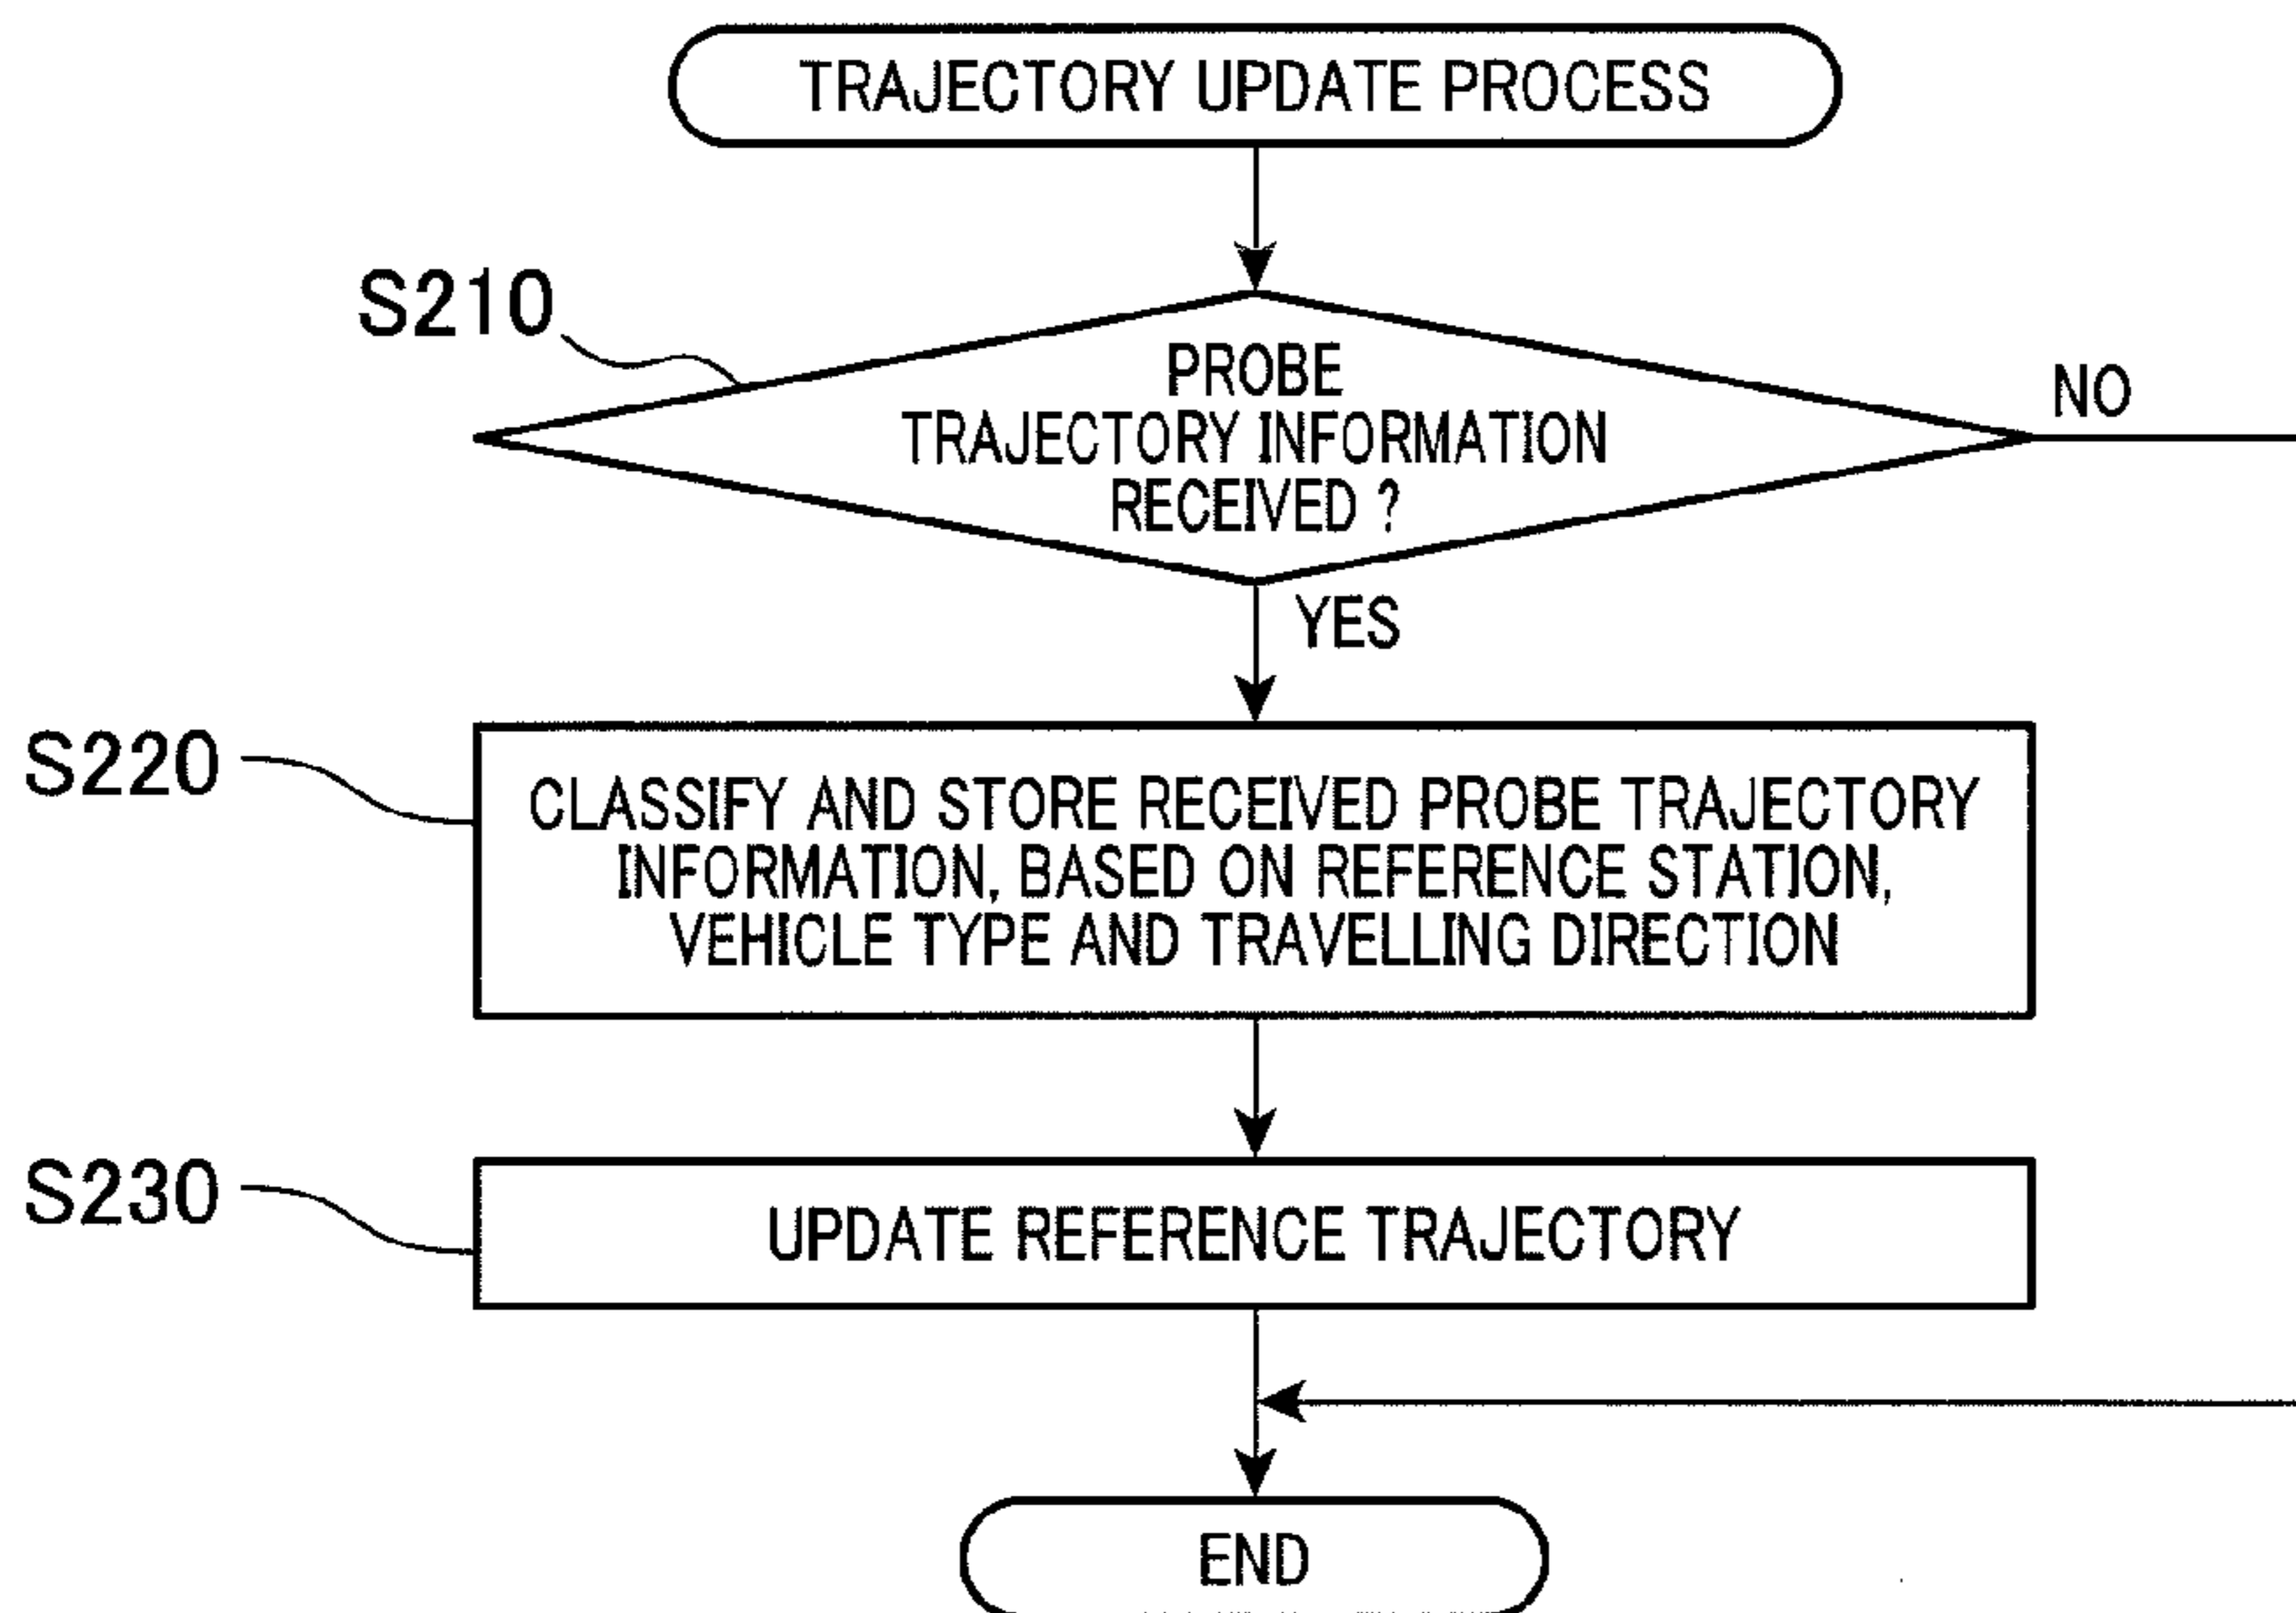 TRAJECTORY UPDATE PROCESS
S210
PROBE
TRAJECTORY INFORMATION
RECEIVED ?
NO
YES
S220
CLASSIFY AND STORE RECEIVED PROBE TRAJECTORY
INFORMATION, BASED ON REFERENCE STATION,
VEHICLE TYPE AND TRAVELLING DIRECTION
S230
UPDATE REFERENCE TRAJECTORY
END